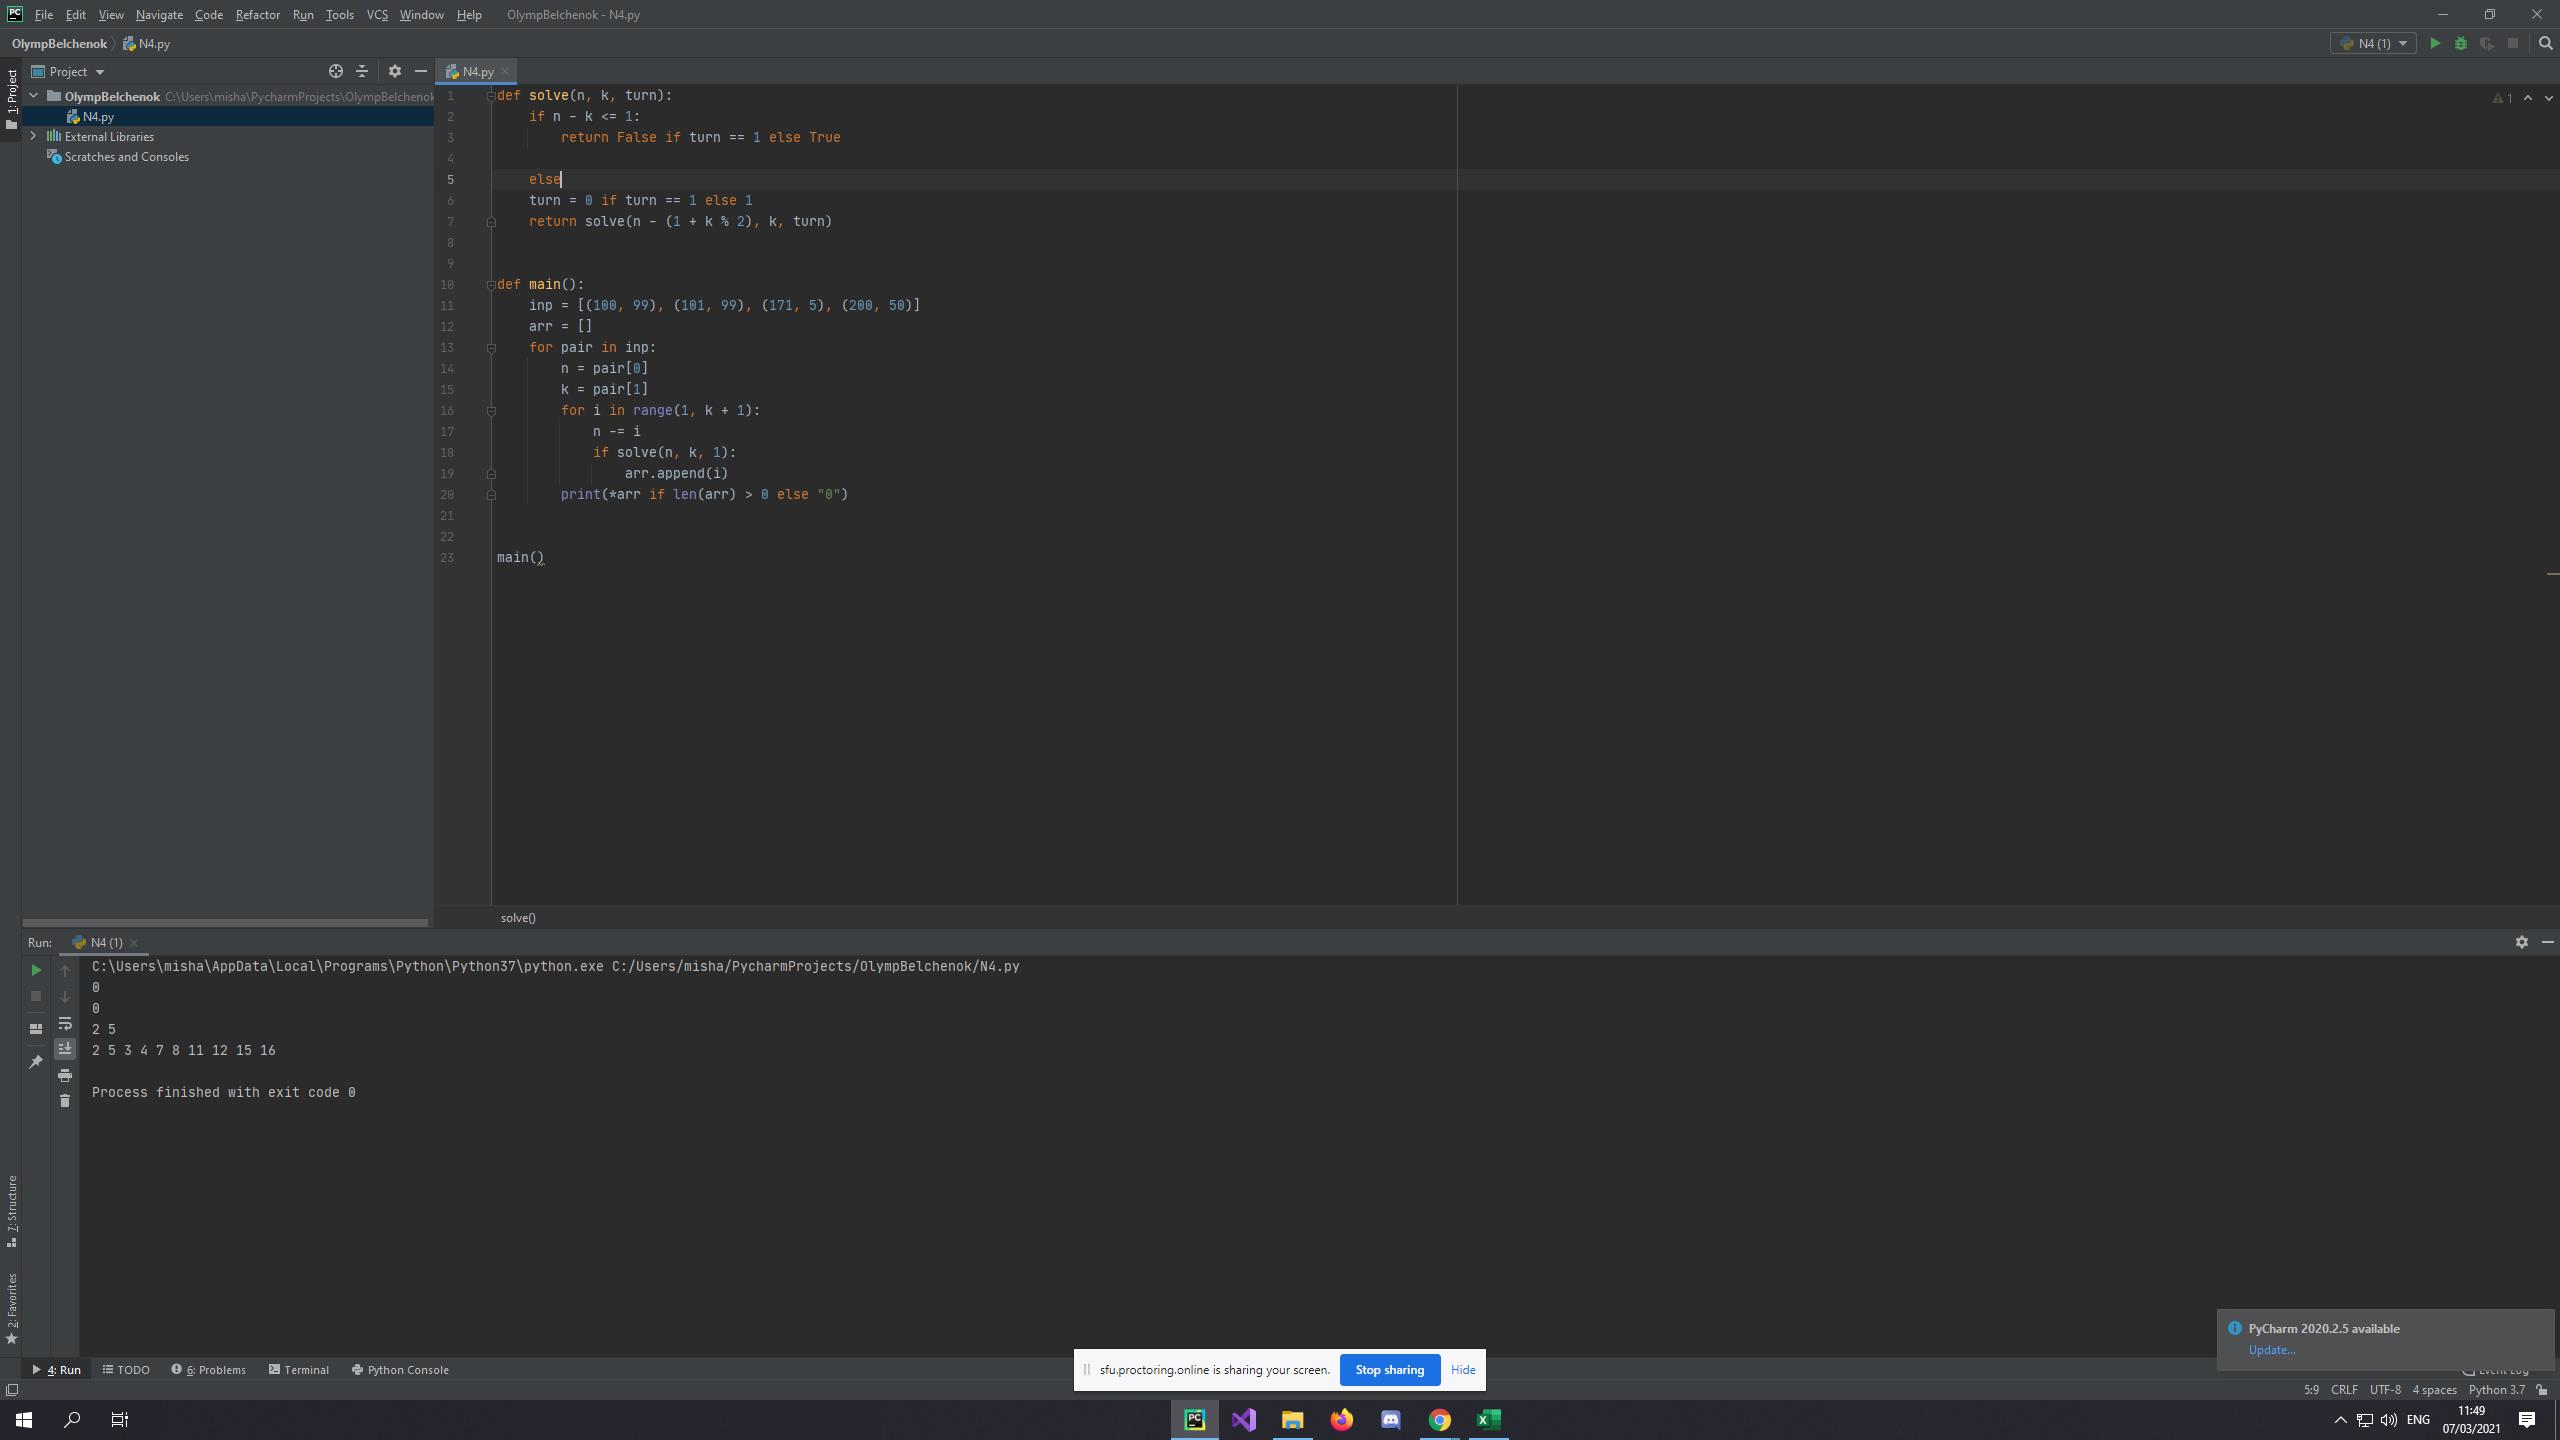 File Edit View Navigate Code Refactor Run Tools VCS Window Help OlympBelchenok - N4.py
OlympBelchenok N4.py N4 (1)
1: Project
Project
N4.py
OlympBelchenok C:\Users\misha\PycharmProjects\OlympBelchenok
N4.py
External Libraries
Scratches and Consoles
1 def solve(n, k, turn):
2     if n - k <= 1:
3         return False if turn == 1 else True
4
5     else
6     turn = 0 if turn == 1 else 1
7     return solve(n - (1 + k % 2), k, turn)
8
9
10 def main():
11     inp = [(100, 99), (101, 99), (171, 5), (200, 50)]
12     arr = []
13     for pair in inp:
14         n = pair[0]
15         k = pair[1]
16         for i in range(1, k + 1):
17             n -= i
18             if solve(n, k, 1):
19                 arr.append(i)
20         print(*arr if len(arr) > 0 else "0")
21
22
23 main()
1
solve()
Run: N4 (1)
C:\Users\misha\AppData\Local\Programs\Python\Python37\python.exe C:/Users/misha/PycharmProjects/OlympBelchenok/N4.py
0
0
2 5
2 5 3 4 7 8 11 12 15 16
Process finished with exit code 0
7: Structure
2: Favorites
PyCharm 2020.2.5 available
Update...
4: Run TODO 6: Problems Terminal Python Console
Event Log
sfu.proctoring.online is sharing your screen. Stop sharing Hide
5:9 CRLF UTF-8 4 spaces Python 3.7
ENG
11:49
07/03/2021